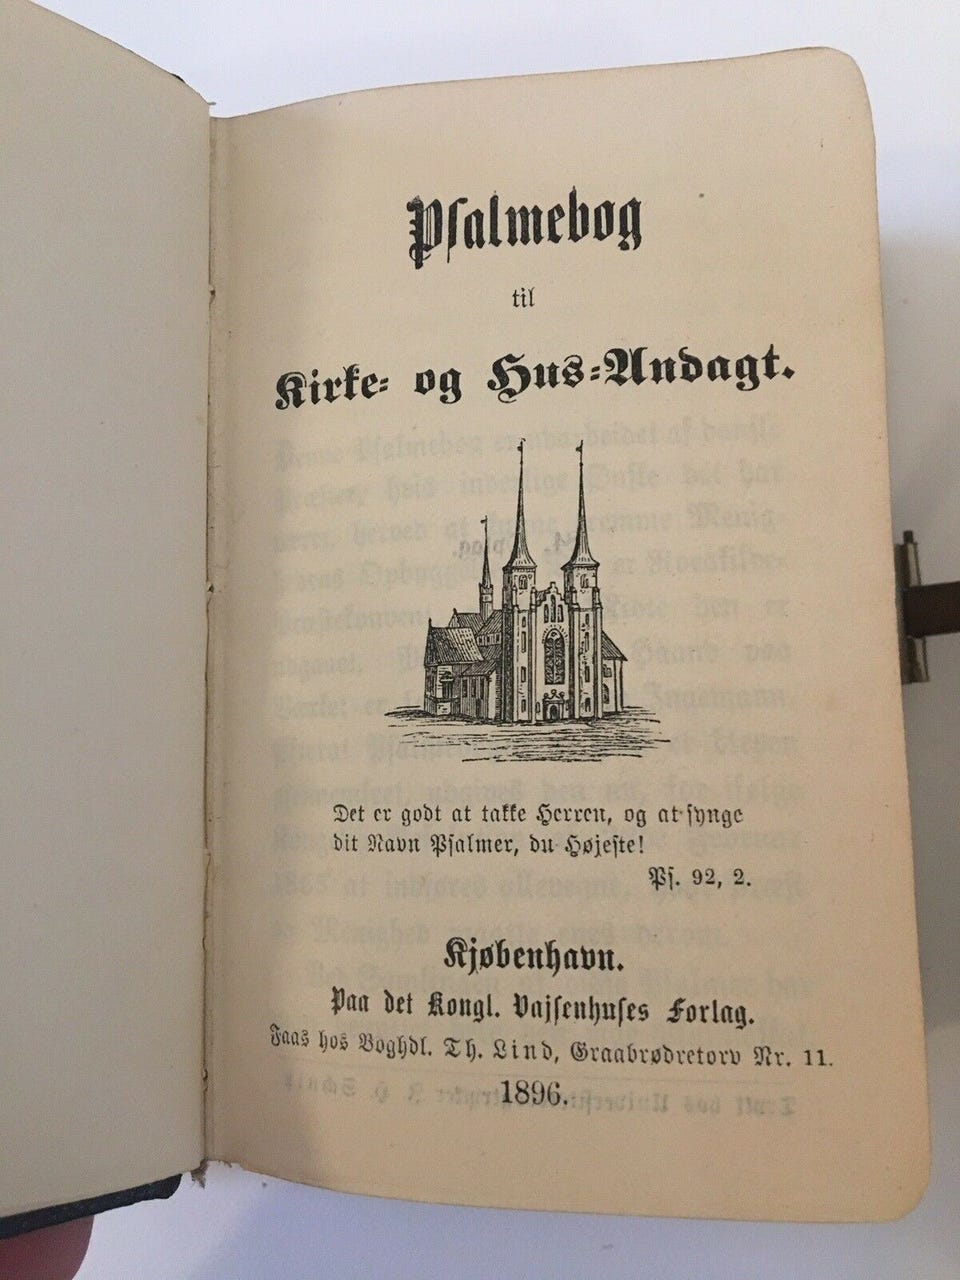 Psalmebog
til
Kirke- og Hus-Andagt.
Det er godt at takke Herren, og at synge
dit Navn Psalmer, du Højeste!
Ps. 92, 2.
Kjøbenhavn.
Paa det Kongl. Vajsenhuses Forlag.
Faas hos Boghdl. Th. Lind, Graabrødretorv Nr. 11.
1896.